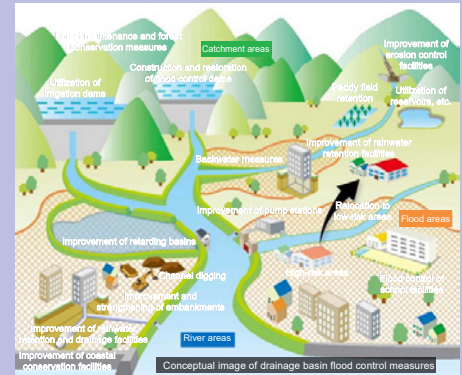 maintenance and forest
conservation measures
Catchment areas
Improvement of
erosion control
facilities
Construction and restoration
of flood control dams
Utilization of
irrigation dams
Paddy field
retention
Utilization of
reservoirs, etc.
Improvement of rainwater
retention facilities
Backwater measures
Relocation to
low-risk areas
Improvement of pump stations
Flood areas
Improvement of retarding basins
High-risk areas
Channel digging
Flood control of
school facilities
Improvement and
strengthening of embankments
Improvement of rainwater
retention and drainage facilities
River areas
Improvement of coastal
conservation facilities
Conceptual image of drainage basin flood control measures